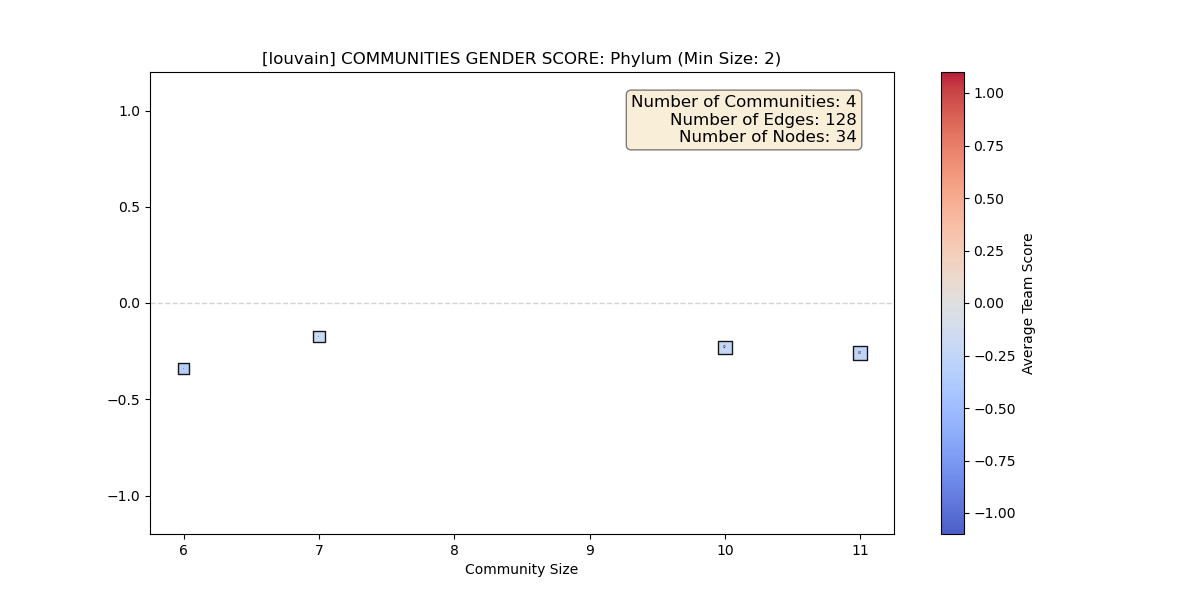 [louvain] COMMUNITIES GENDER SCORE: Phylum (Min Size: 2)
Number of Communities: 4
Number of Edges: 128
Number of Nodes: 34
1.0
0.5
0.0
−0.5
−1.0
6 7 8 9 10 11
Community Size
1.00
0.75
0.50
0.25
0.00
−0.25
−0.50
−0.75
−1.00
Average Team Score